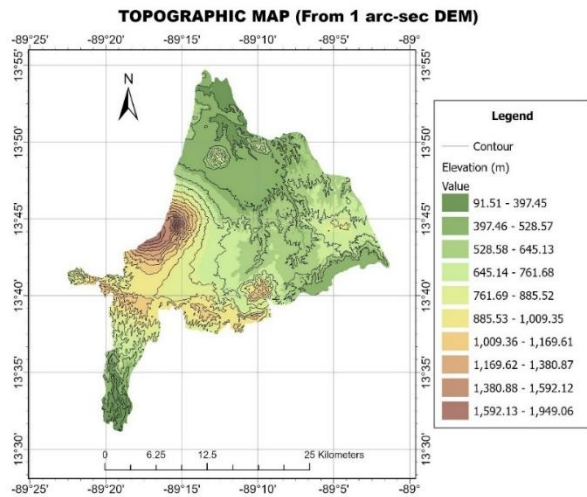 TOPOGRAPHIC MAP (From 1 arc-sec DEM)
-89°25' -89°20' -89°15' -89°10' -89°5' -89°
13°55' 13°55'
N
13°50' 13°50'
13°45' 13°45'
13°40' 13°40'
13°35' 13°35'
13°30' 13°30'
0 6.25 12.5 25 Kilometers
-89°25' -89°20' -89°15' -89°10' -89°5' -89°
Legend
Contour
Elevation (m)
Value
91.51 - 397.45
397.46 - 528.57
528.58 - 645.13
645.14 - 761.68
761.69 - 885.52
885.53 - 1,009.35
1,009.36 - 1,169.61
1,169.62 - 1,380.87
1,380.88 - 1,592.12
1,592.13 - 1,949.06